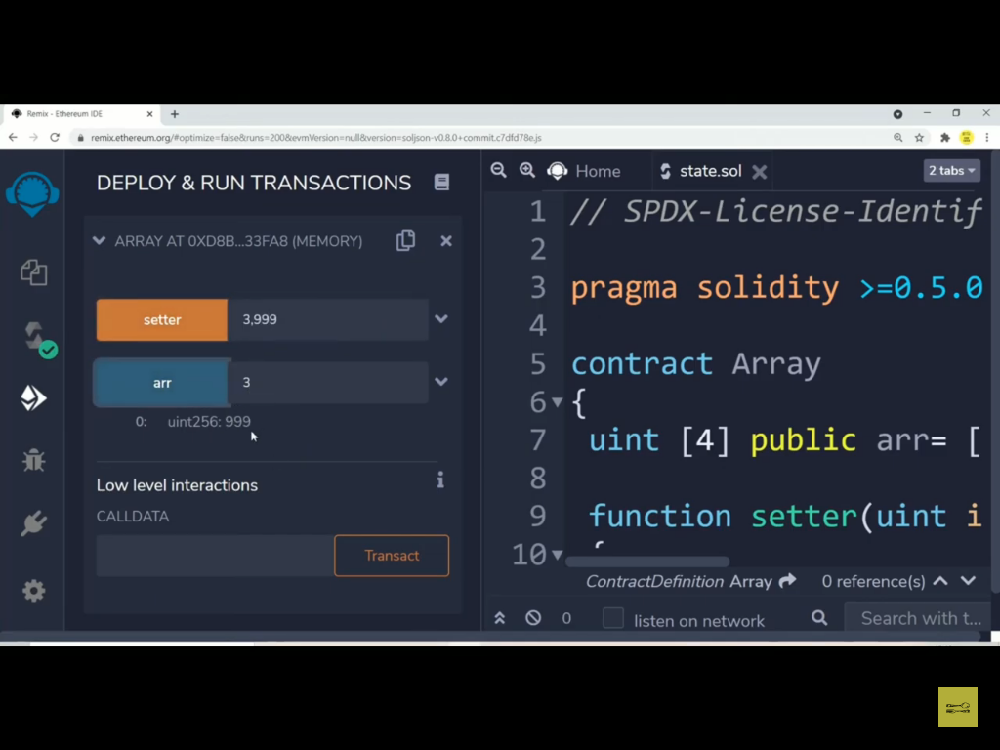 Remix - Ethereum IDE
remix.ethereum.org/#optimize=false&runs=200&evmVersion=null&version=soljson-v0.8.0+commit.c7dfd78e.js
DEPLOY & RUN TRANSACTIONS
ARRAY AT 0XD8B...33FA8 (MEMORY)
setter 3,999
arr 3
0: uint256: 999
Low level interactions
CALLDATA
Transact
Home state.sol 2 tabs
1 // SPDX-License-Identif
2
3 pragma solidity >=0.5.0
4
5 contract Array
6 {
7 uint [4] public arr= [
8
9 function setter(uint i
10 {
ContractDefinition Array 0 reference(s)
0 listen on network Search with t...